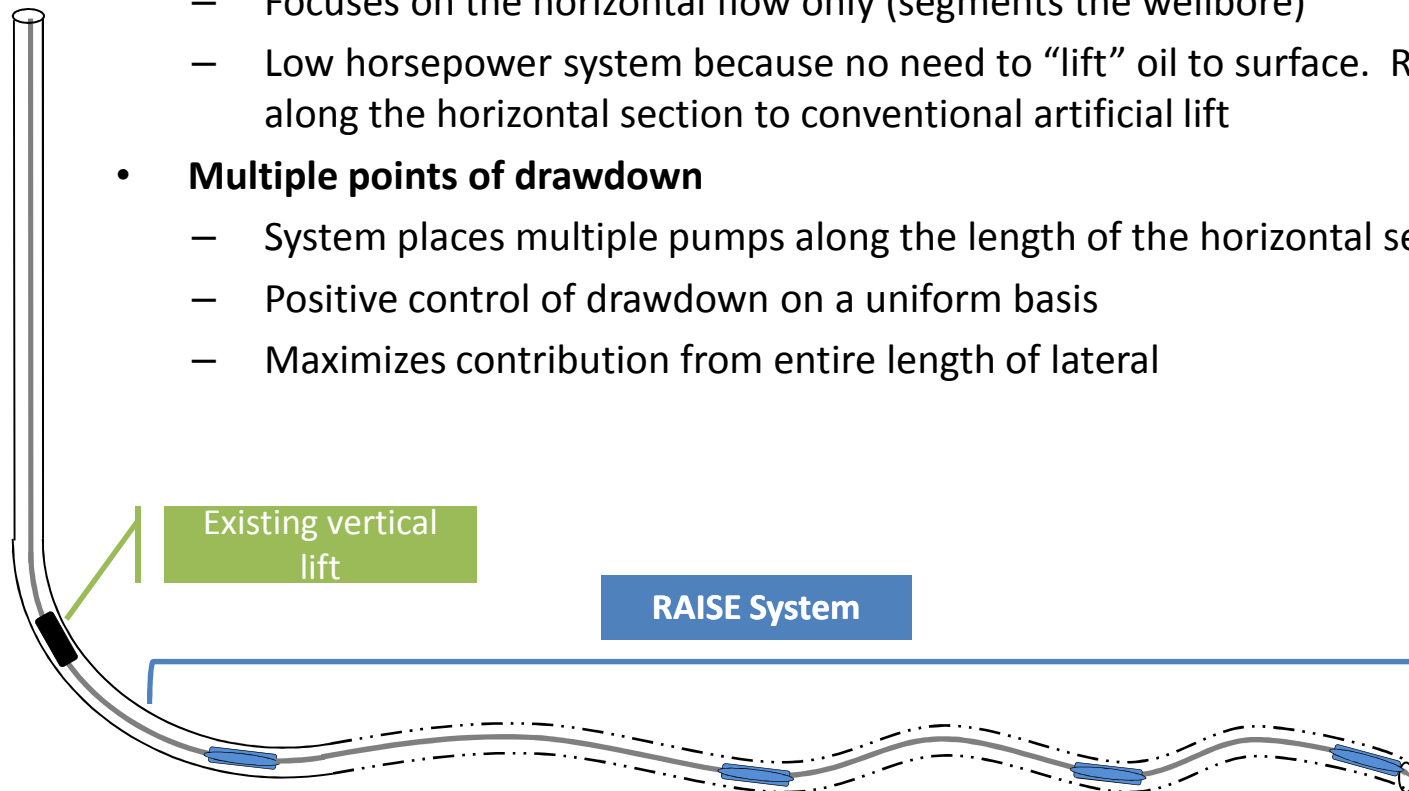 – Focuses on the horizontal flow only (segments the wellbore)
– Low horsepower system because no need to “lift” oil to surface.
along the horizontal section to conventional artificial lift
• Multiple points of drawdown
– System places multiple pumps along the length of the horizontal
– Positive control of drawdown on a uniform basis
– Maximizes contribution from entire length of lateral
Existing vertical
lift
RAISE System